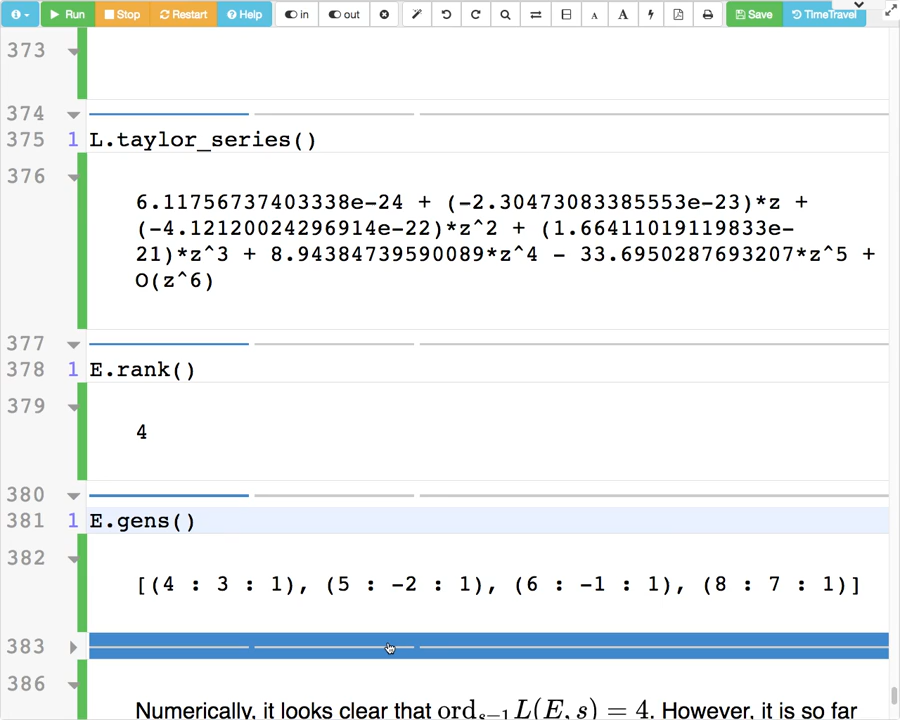 Run Stop Restart Help in out A A Save TimeTravel
373
374
375 1 L.taylor_series()
376
6.11756737403338e-24 + (-2.30473083385553e-23)*z +
(-4.12120024296914e-22)*z^2 + (1.66411019119833e-
21)*z^3 + 8.94384739590089*z^4 - 33.6950287693207*z^5 +
O(z^6)
377
378 1 E.rank()
379
4
380
381 1 E.gens()
382
[(4 : 3 : 1), (5 : -2 : 1), (6 : -1 : 1), (8 : 7 : 1)]
383
386
Numerically, it looks clear that ord_{s=1} L(E, s) = 4. However, it is so far